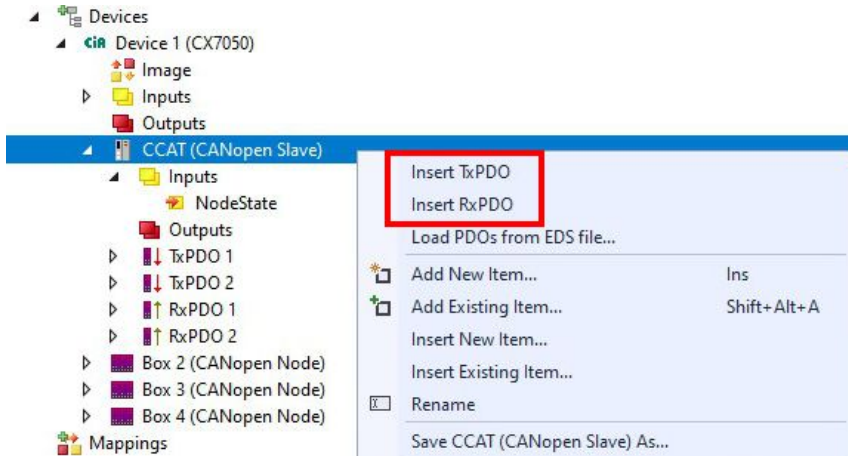 Devices
CiA Device 1 (CX7050)
Image
Inputs
Outputs
CCAT (CANopen Slave)
Inputs
NodeState
Outputs
TxPDO 1
TxPDO 2
RxPDO 1
RxPDO 2
Box 2 (CANopen Node)
Box 3 (CANopen Node)
Box 4 (CANopen Node)
Mappings
Insert TxPDO
Insert RxPDO
Load PDOs from EDS file...
Add New Item... Ins
Add Existing Item... Shift+Alt+A
Insert New Item...
Insert Existing Item...
Rename
Save CCAT (CANopen Slave) As...